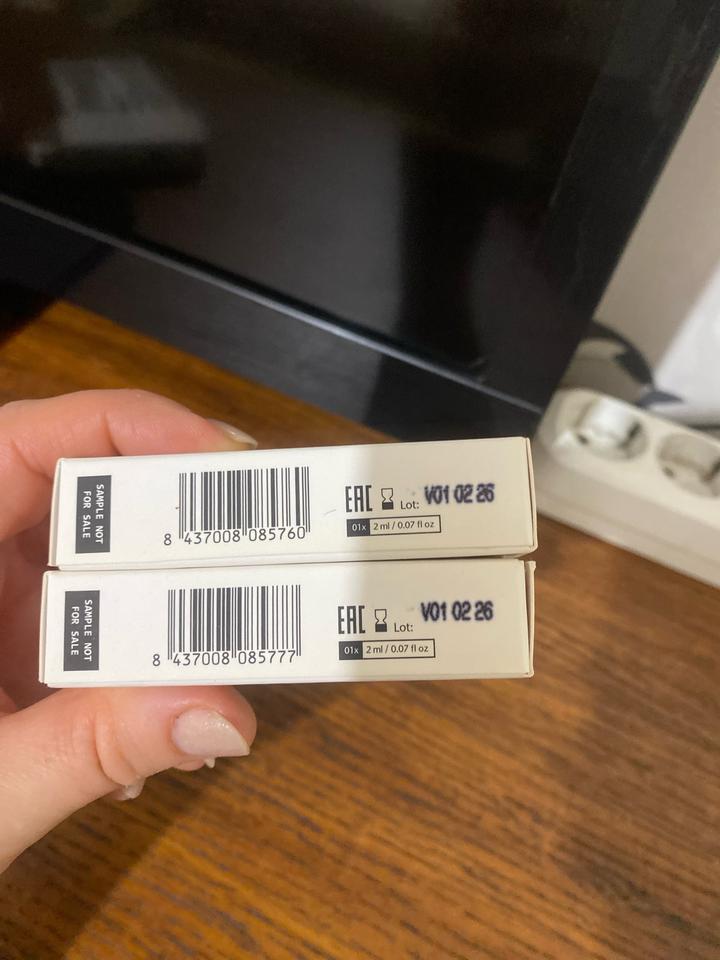 SAMPLE NOT
FOR SALE
8 437008 085760
EAC Lot: V01 02 26
01x 2 ml / 0.07 fl oz
SAMPLE NOT
FOR SALE
8 437008 085777
EAC Lot: V01 02 26
01x 2 ml / 0.07 fl oz